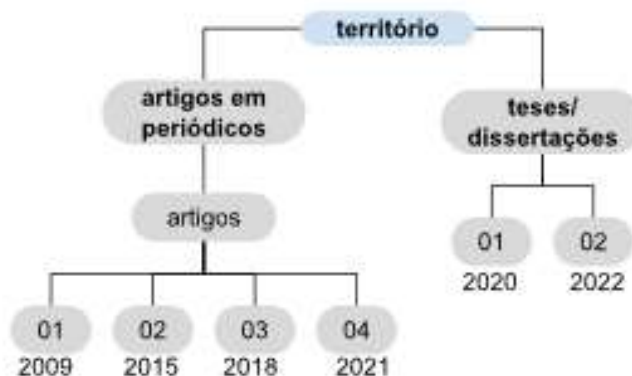 território
artigos em
periódicos
teses/
dissertações
artigos
01
02
2020
2022
01
02
03
04
2009
2015
2018
2021